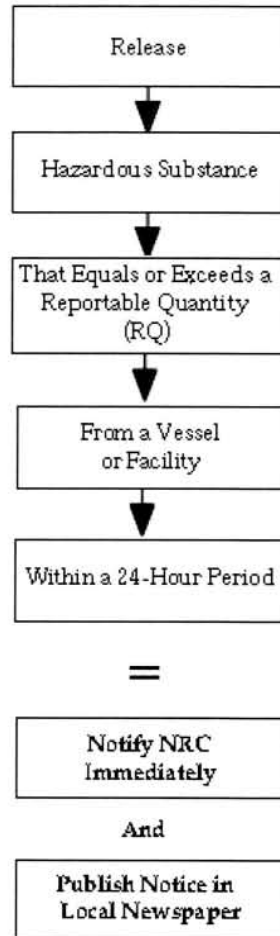 Release
Hazardous Substance
That Equals or Exceeds a
Reportable Quantity
(RQ)
From a Vessel
or Facility
Within a 24-Hour Period
=
Notify NRC
Immediately
And
Publish Notice in
Local Newspaper